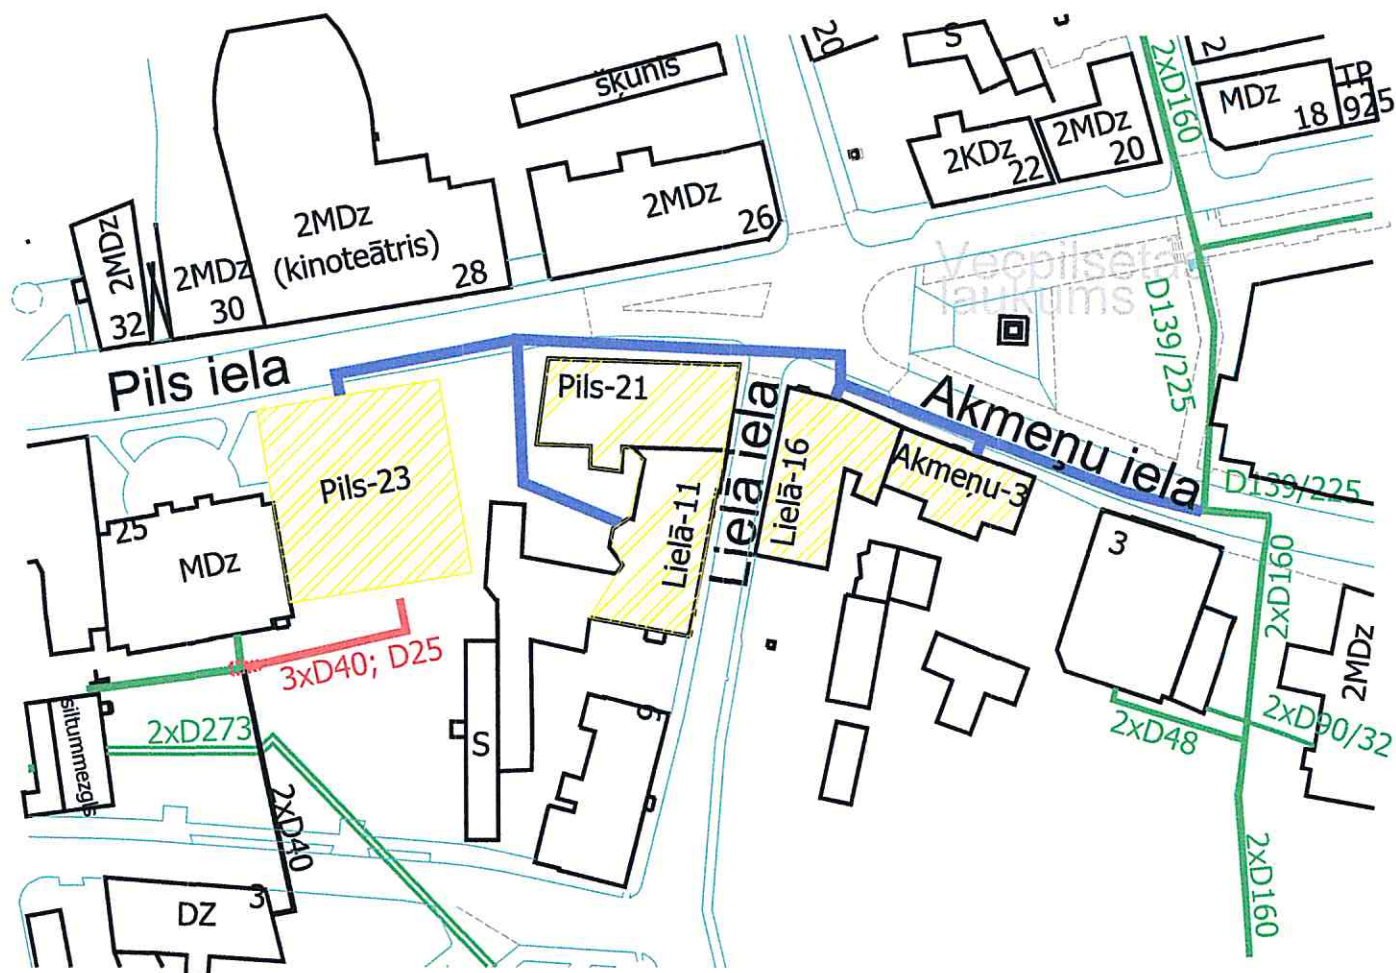 20
S
2
TP
925
šķūnis
2xD160
MDz
18
2MDz
20
2KDz
22
2MDz
26
2MDz
(kinoteātris)
28
2MDz
30
2MDz
32
Vecpilsētas
laukums
D139/225
Pils iela
Pils-21
Pils-23
Lielā iela
Lielā-11
Lielā-16
Akmeņu iela
Akmeņu-3
D139/225
25
MDz
3
2xD160
2MDz
3xD40; D25
siltummezgls
2xD273
2xD40
S
9
2xD48
2xD90/32
2xD160
DZ
3